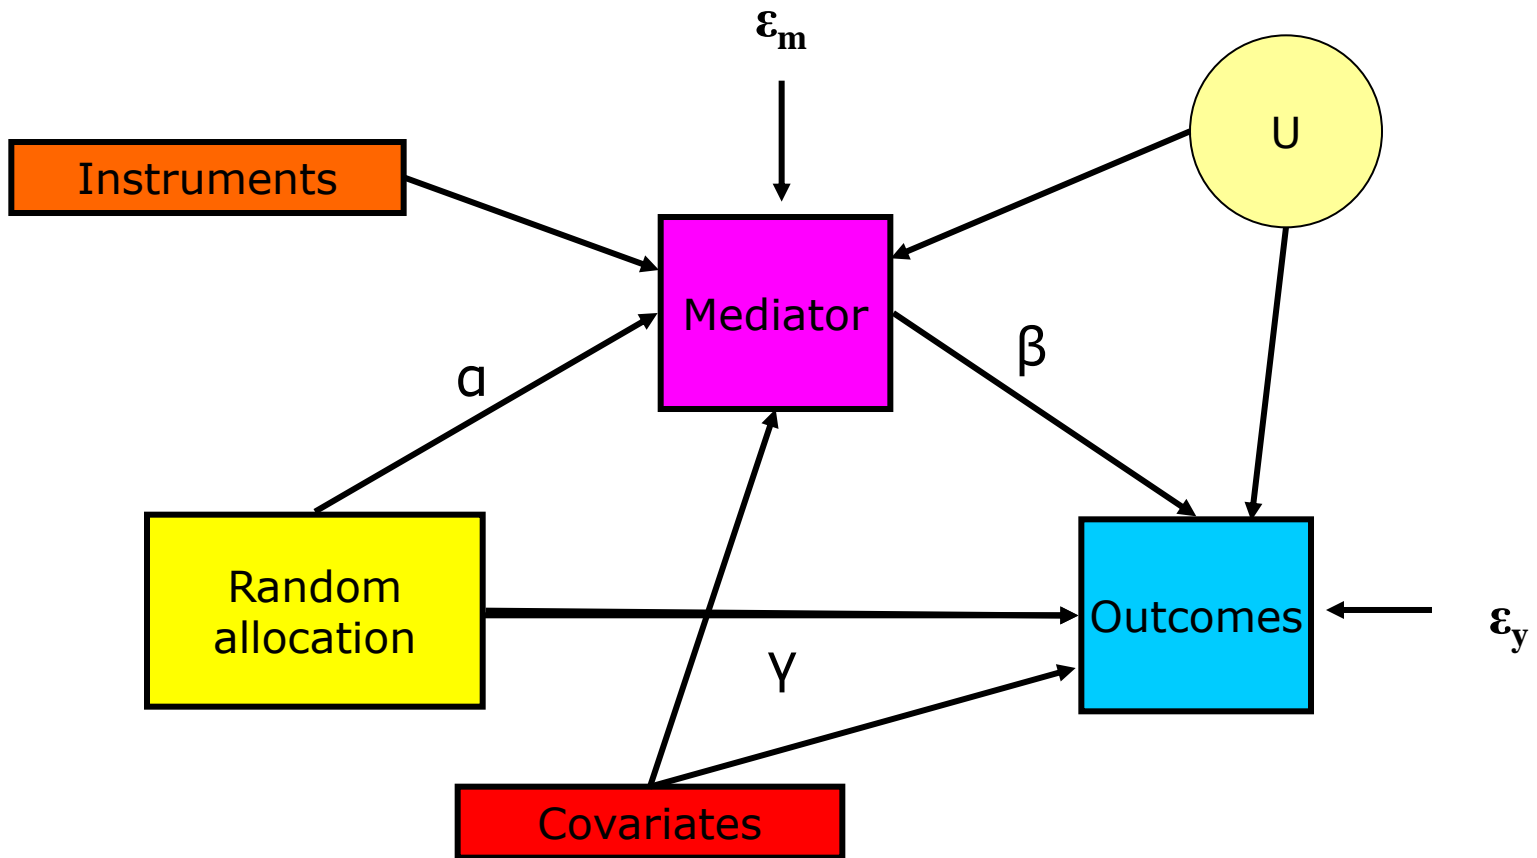 εm
U
Instruments
Mediator
β
α
Random
allocation
Outcomes
εy
γ
Covariates